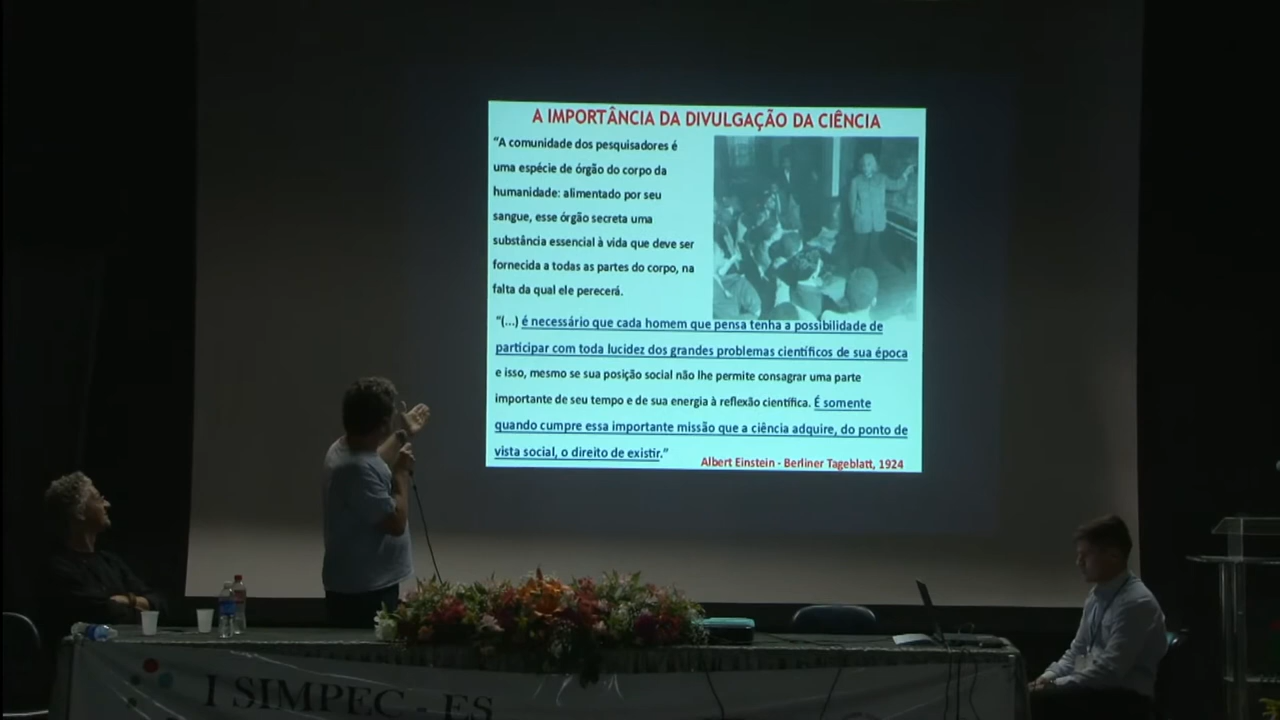 A IMPORTÂNCIA DA DIVULGAÇÃO DA CIÊNCIA
“A comunidade dos pesquisadores é
uma espécie de órgão do corpo da
humanidade: alimentado por seu
sangue, esse órgão secreta uma
substância essencial à vida que deve ser
fornecida a todas as partes do corpo, na
falta da qual ele perecerá.
“(...) é necessário que cada homem que pensa tenha a possibilidade de
participar com toda lucidez dos grandes problemas científicos de sua época
e isso, mesmo se sua posição social não lhe permite consagrar uma parte
importante de seu tempo e de sua energia à reflexão científica. É somente
quando cumpre essa importante missão que a ciência adquire, do ponto de
vista social, o direito de existir.”
Albert Einstein - Berliner Tageblatt, 1924
I SIMPEC - ES